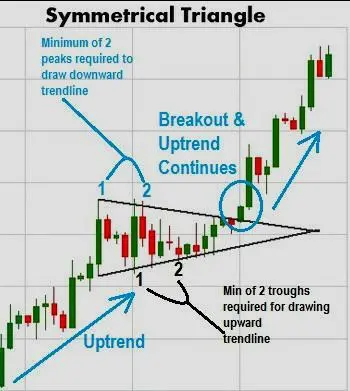 Symmetrical Triangle
Minimum of 2
peaks required to
draw downward
trendline
Breakout &
Uptrend
Continues
1 2
1 2
Min of 2 troughs
required for drawing
upward
trendline
Uptrend